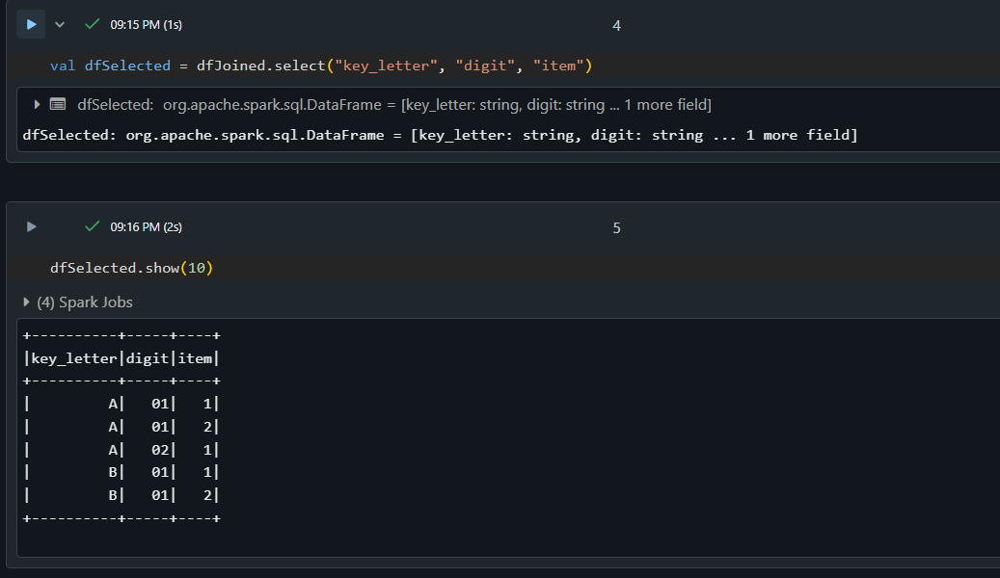 09:15 PM (1s)
4
val dfSelected = dfJoined.select("key_letter", "digit", "item")
dfSelected: org.apache.spark.sql.DataFrame = [key_letter: string, digit: string ... 1 more field]
dfSelected: org.apache.spark.sql.DataFrame = [key_letter: string, digit: string ... 1 more field]
09:16 PM (2s)
5
dfSelected.show(10)
(4) Spark Jobs
+----------+-----+----+
|key_letter|digit|item|
+----------+-----+----+
|         A|   01|   1|
|         A|   01|   2|
|         A|   02|   1|
|         B|   01|   1|
|         B|   01|   2|
+----------+-----+----+